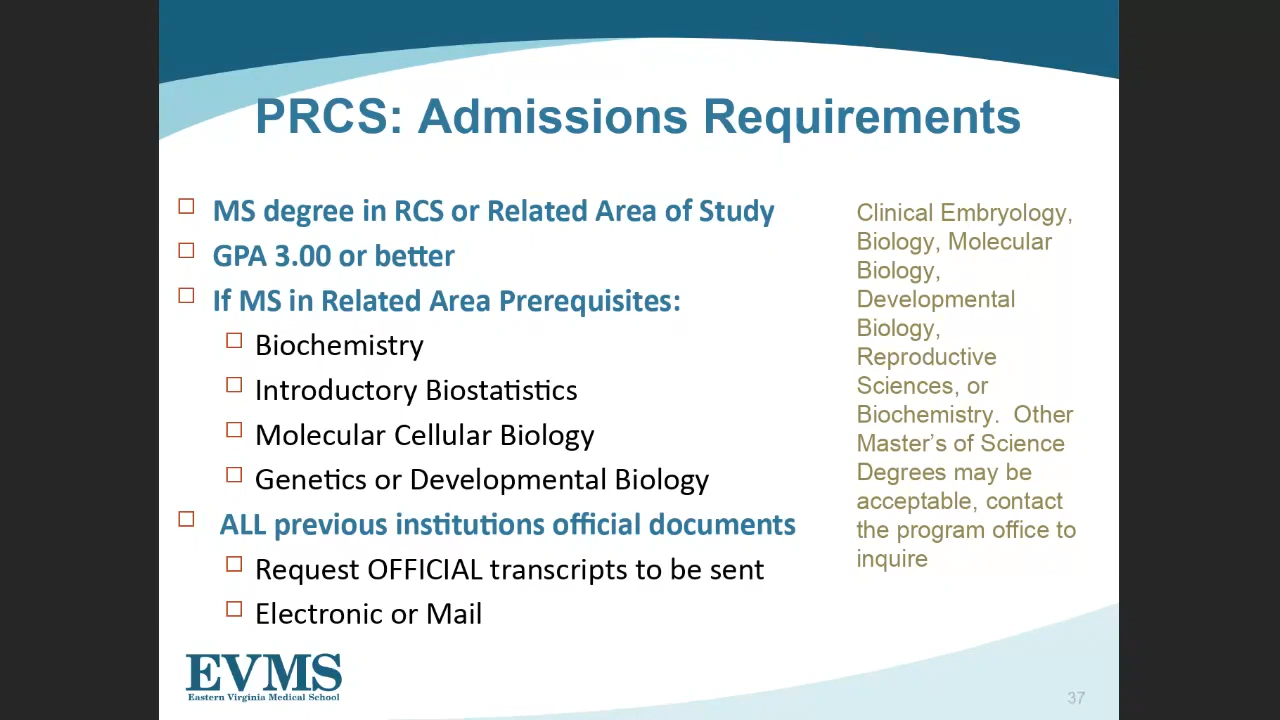 PRCS: Admissions Requirements
MS degree in RCS or Related Area of Study
GPA 3.00 or better
If MS in Related Area Prerequisites:
Biochemistry
Introductory Biostatistics
Molecular Cellular Biology
Genetics or Developmental Biology
ALL previous institutions official documents
Request OFFICIAL transcripts to be sent
Electronic or Mail
Clinical Embryology,
Biology, Molecular
Biology,
Developmental
Biology,
Reproductive
Sciences, or
Biochemistry. Other
Master's of Science
Degrees may be
acceptable, contact
the program office to
inquire
EVMS
Eastern Virginia Medical School
37